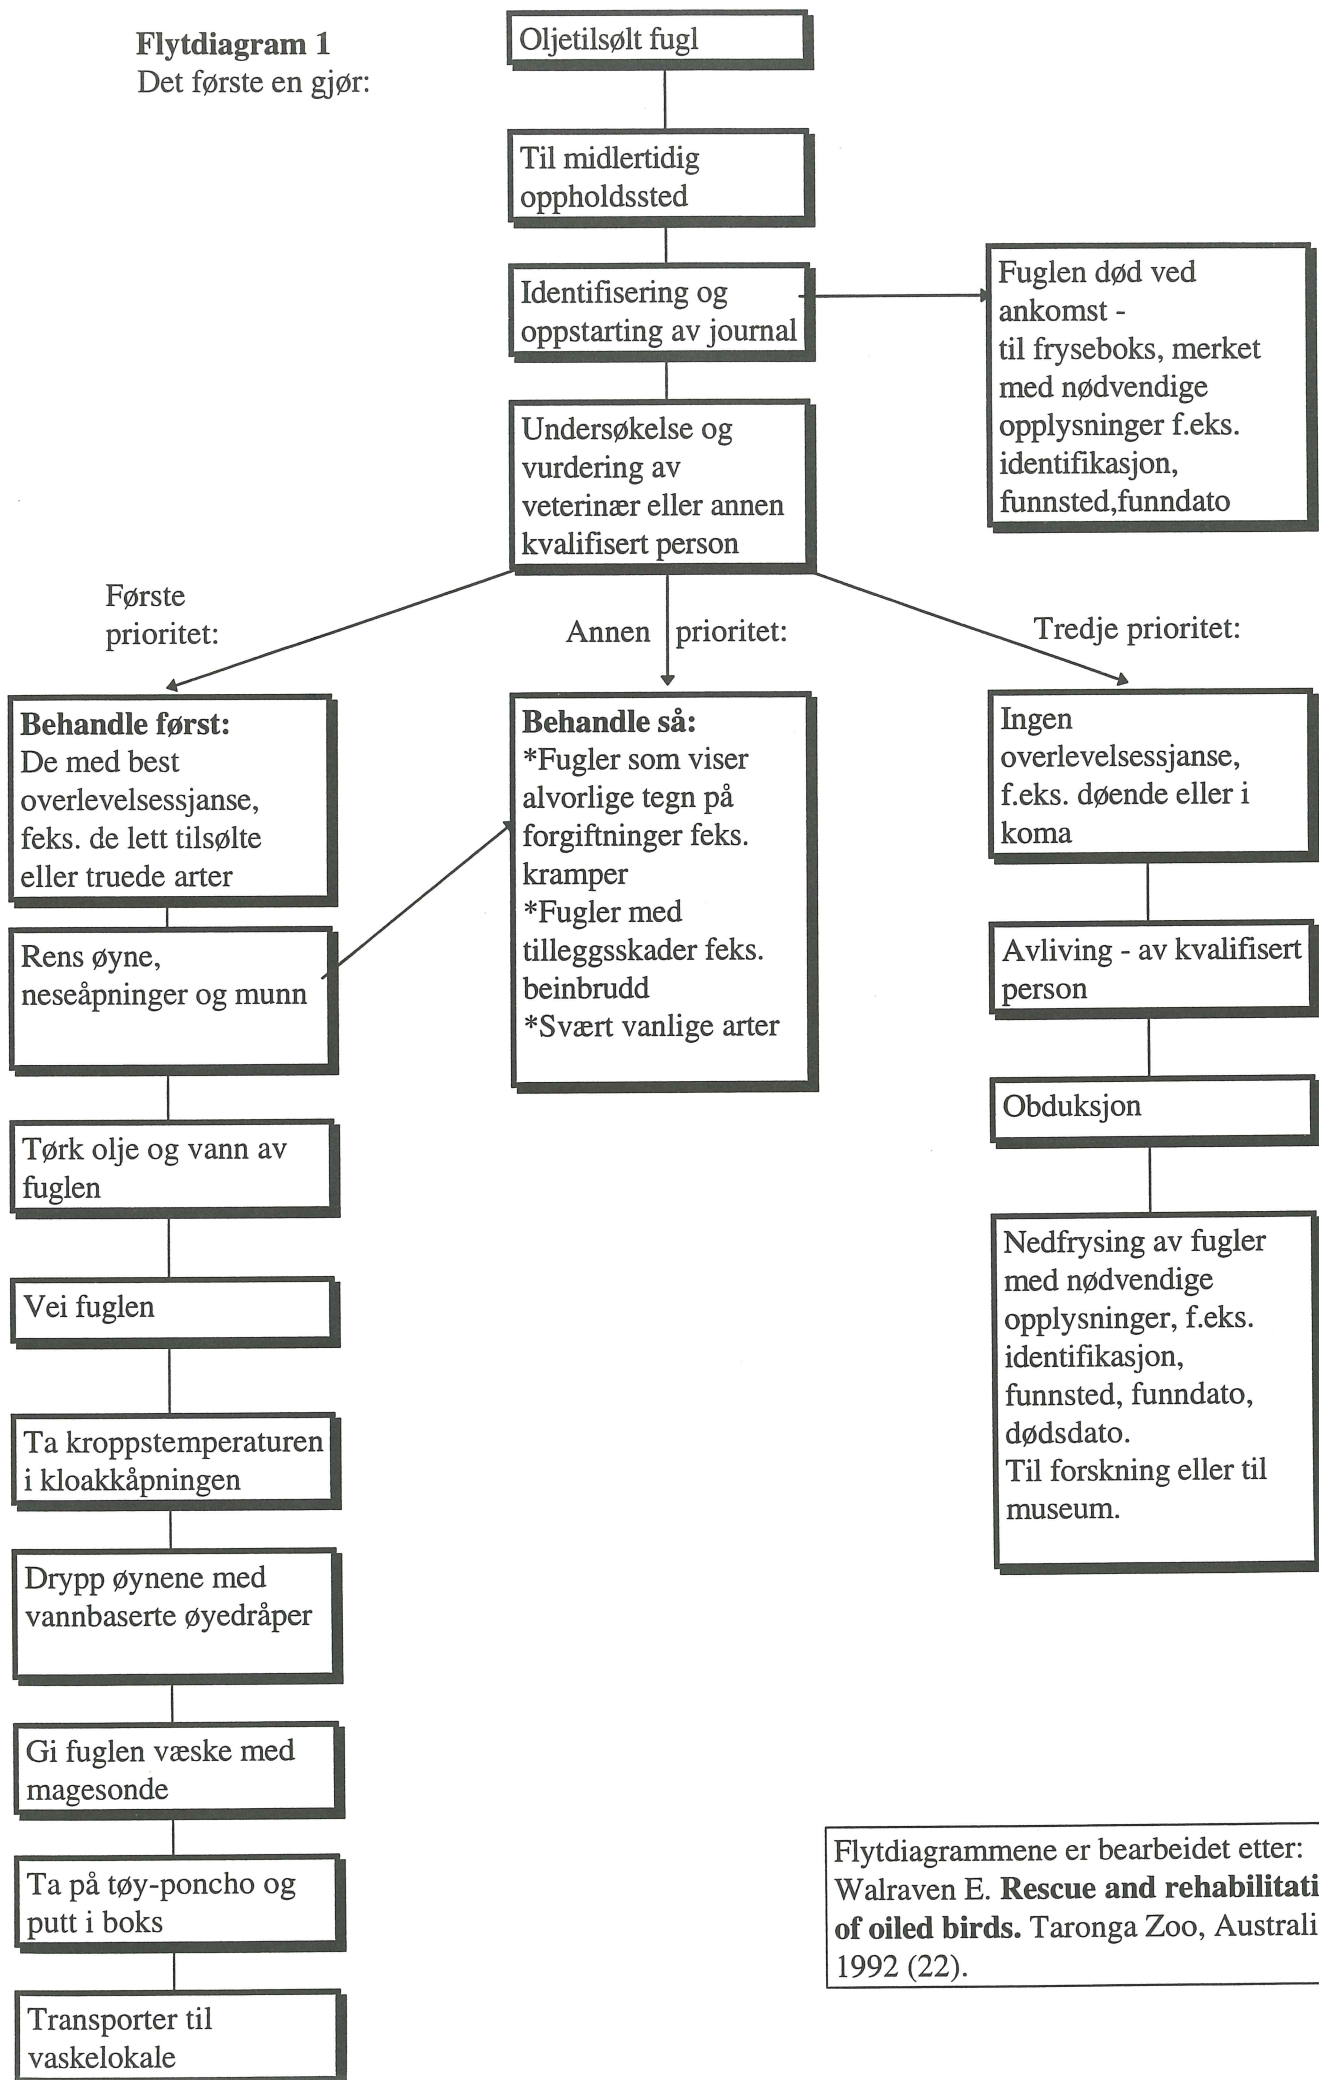 Flytdiagram 1
Det første en gjør:
Oljetilsølt fugl
Til midlertidig
oppholdssted
Identifisering og
oppstarting av journal
Fuglen død ved
ankomst -
til fryseboks, merket
med nødvendige
opplysninger f.eks.
identifikasjon,
funnsted,funndato
Undersøkelse og
vurdering av
veterinær eller annen
kvalifisert person
Første
prioritet:
Annen prioritet:
Tredje prioritet:
Behandle først:
De med best
overlevelsessjanse,
feks. de lett tilsølte
eller truede arter
Rens øyne,
neseåpninger og munn
Tørk olje og vann av
fuglen
Vei fuglen
Ta kroppstemperaturen
i kloakkåpningen
Drypp øynene med
vannbaserte øyedråper
Gi fuglen væske med
magesonde
Ta på tøy-poncho og
putt i boks
Transporter til
vaskelokale
Behandle så:
*Fugler som viser
alvorlige tegn på
forgiftninger feks.
kramper
*Fugler med
tilleggsskader feks.
beinbrudd
*Svært vanlige arter
Ingen
overlevelsessjanse,
f.eks. døende eller i
koma
Avliving - av kvalifisert
person
Obduksjon
Nedfrysing av fugler
med nødvendige
opplysninger, f.eks.
identifikasjon,
funnsted, funndato,
dødsdato.
Til forskning eller til
museum.
Flytdiagrammene er bearbeidet etter:
Walraven E. Rescue and rehabilitati
of oiled birds. Taronga Zoo, Australi
1992 (22).